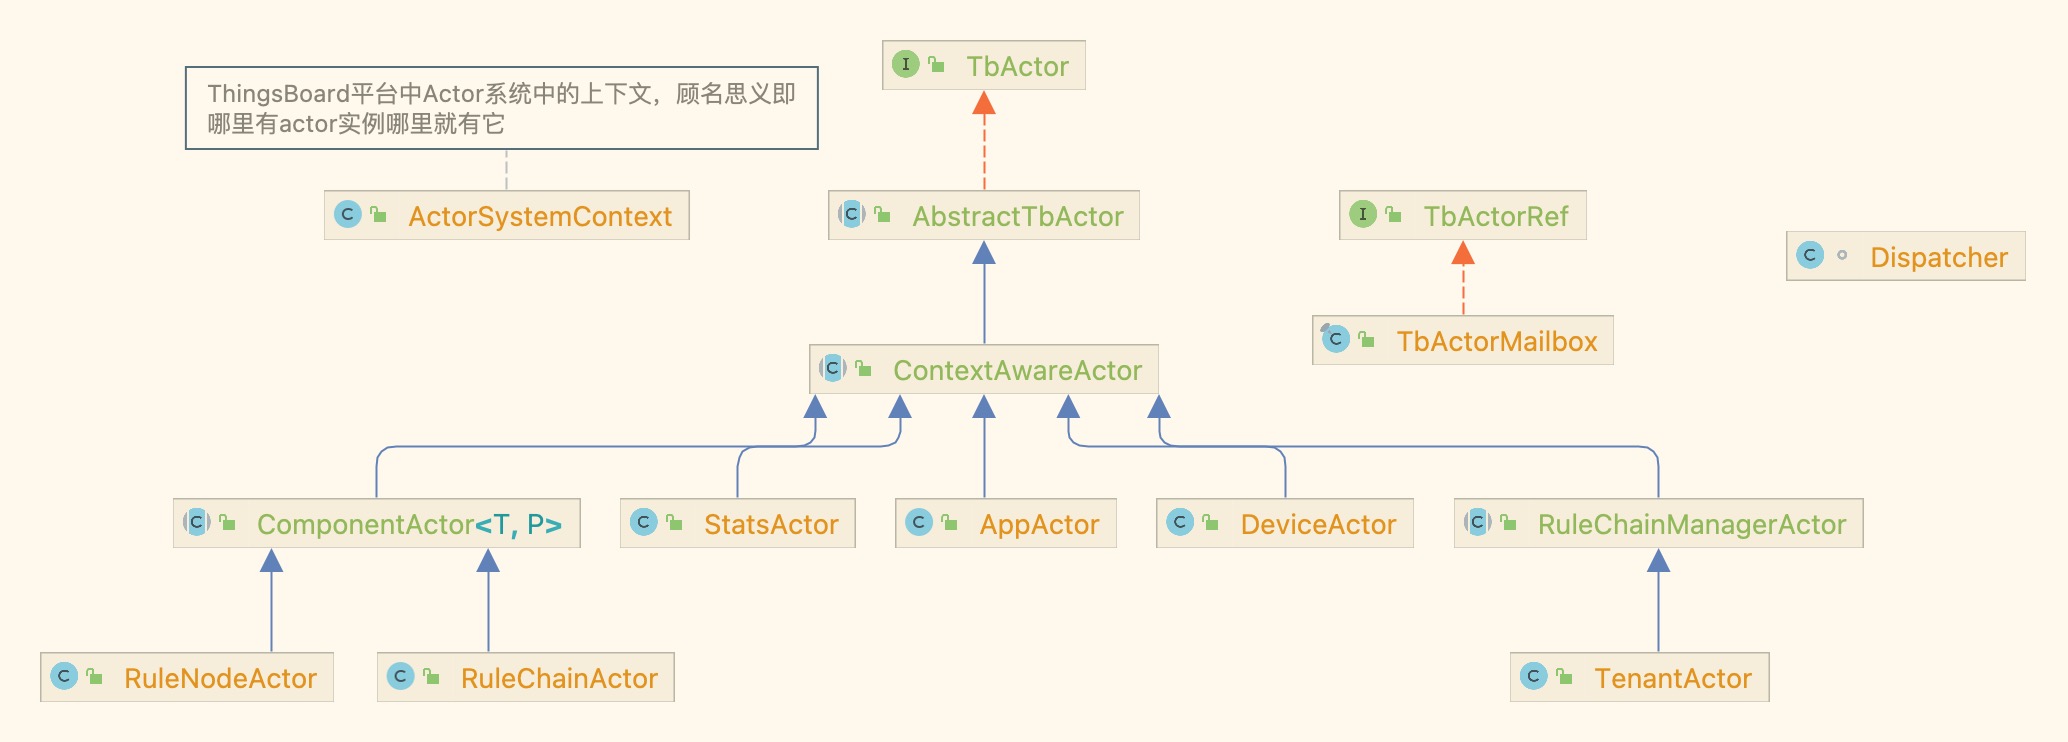 TbActor
ThingsBoard平台中Actor系统中的上下文，顾名思义即
哪里有actor实例哪里就有它
C ActorSystemContext
C AbstractTbActor
I TbActorRef
C Dispatcher
C TbActorMailbox
C ContextAwareActor
C ComponentActor<T, P>
C StatsActor
C AppActor
C DeviceActor
C RuleChainManagerActor
C RuleNodeActor
C RuleChainActor
C TenantActor